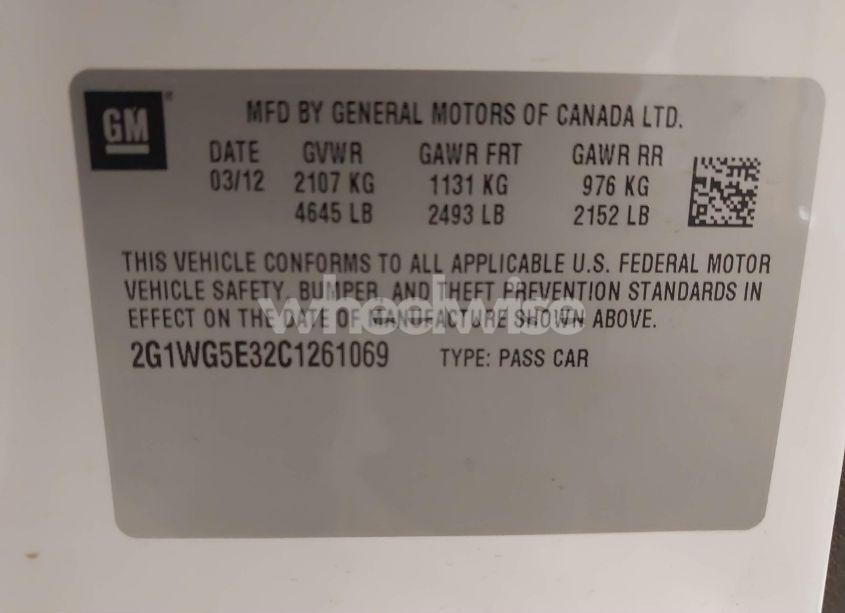 GM
MFD BY GENERAL MOTORS OF CANADA LTD.
DATE GVWR GAWR FRT GAWR RR
03/12 2107 KG 1131 KG 976 KG
4645 LB 2493 LB 2152 LB
THIS VEHICLE CONFORMS TO ALL APPLICABLE U.S. FEDERAL MOTOR
VEHICLE SAFETY, BUMPER, AND THEFT PREVENTION STANDARDS IN
EFFECT ON THE DATE OF MANUFACTURE SHOWN ABOVE.
wheelwise
2G1WG5E32C1261069 TYPE: PASS CAR